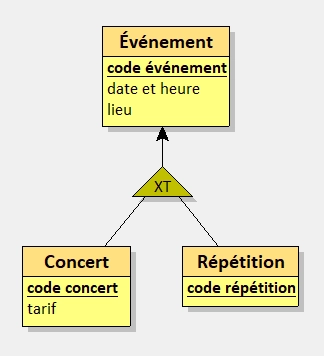 Événement
code événement
date et heure
lieu
XT
Concert
code concert
tarif
Répétition
code répétition